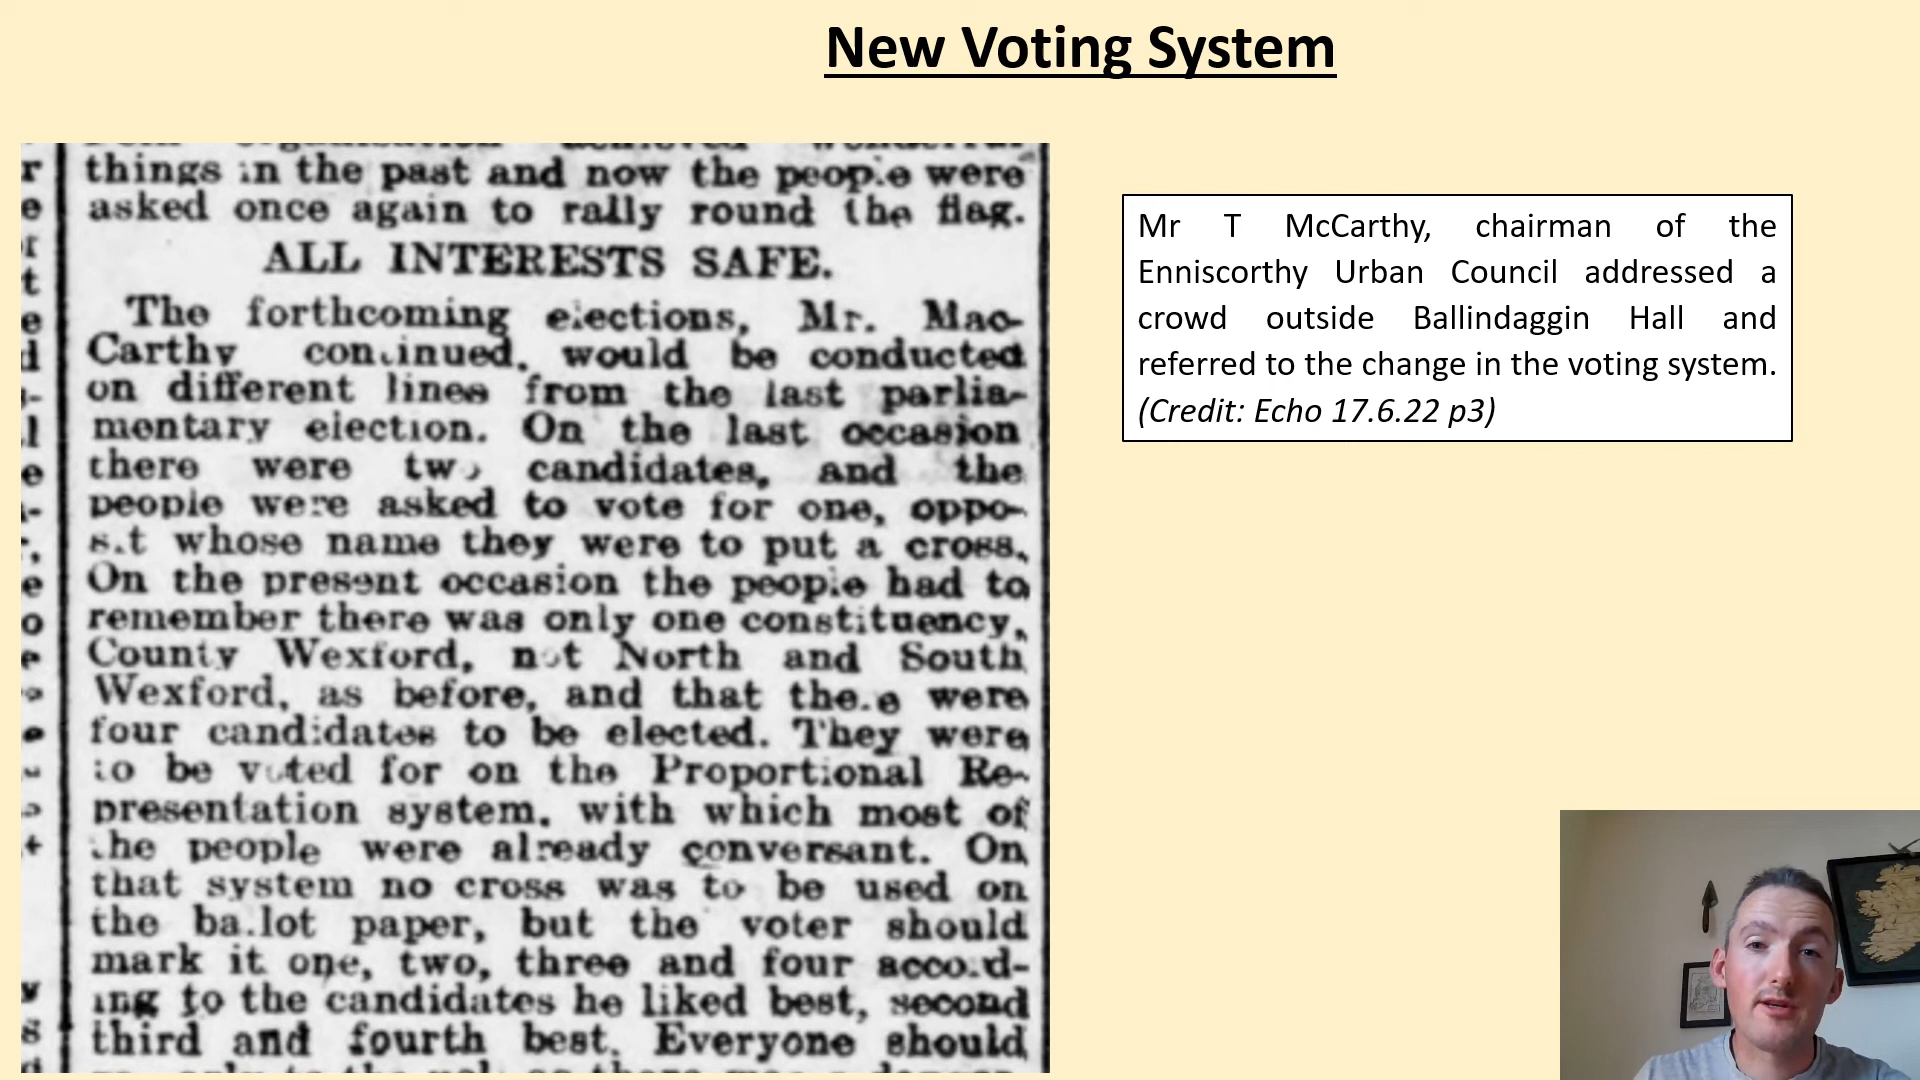 New Voting System
things in the past and now the people were
asked once again to rally round the flag.
ALL INTERESTS SAFE.
The forthcoming elections, Mr. Mac-
Carthy continued, would be conducted
on different lines from the last parlia-
mentary election. On the last occasion
there were two candidates, and the
people were asked to vote for one, oppo-
sit whose name they were to put a cross.
On the present occasion the people had to
remember there was only one constituency,
County Wexford, not North and South
Wexford, as before, and that there were
four candidates to be elected. They were
to be voted for on the Proportional Re-
presentation system, with which most of
the people were already conversant. On
that system no cross was to be used on
the ballot paper, but the voter should
mark it one, two, three and four accord-
ing to the candidates he liked best, second
third and fourth best. Everyone should
Mr T McCarthy, chairman of the
Enniscorthy Urban Council addressed a
crowd outside Ballindaggin Hall and
referred to the change in the voting system.
(Credit: Echo 17.6.22 p3)